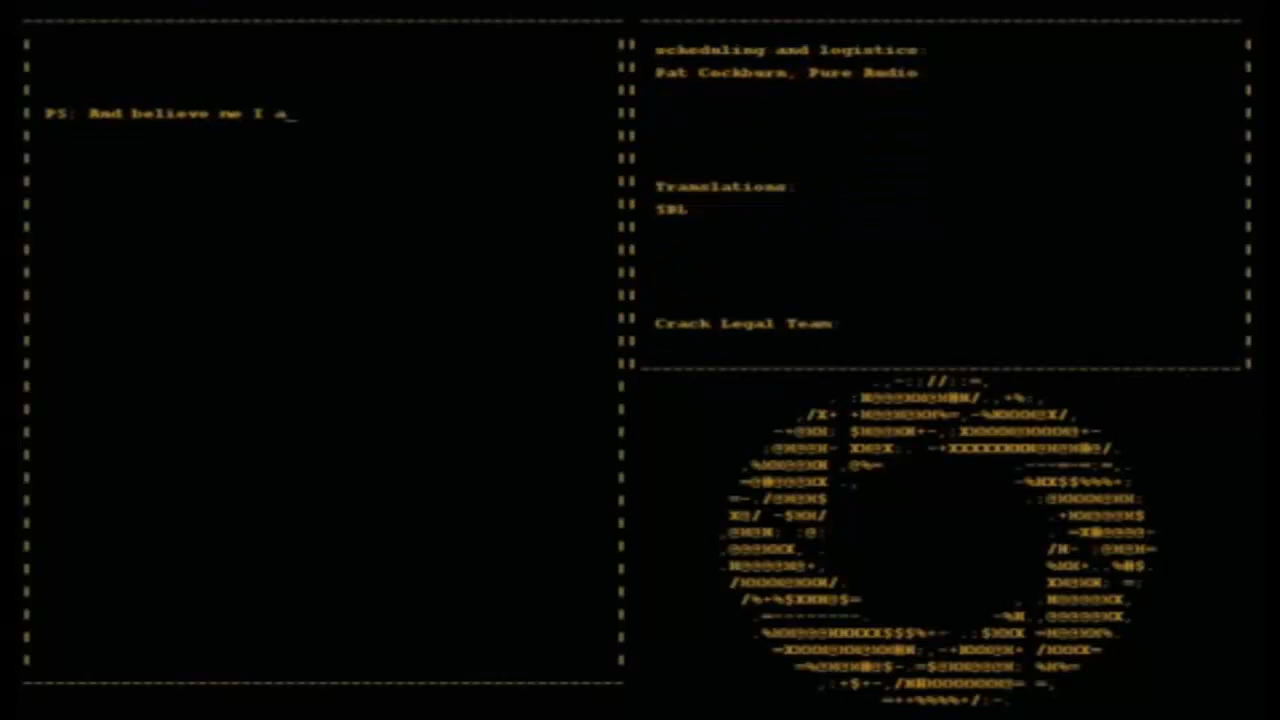 PS: And believe me I a_
scheduling and logistics:
Pat Cockburn, Pure Audio
Translations:
SDL
Crack Legal Team: